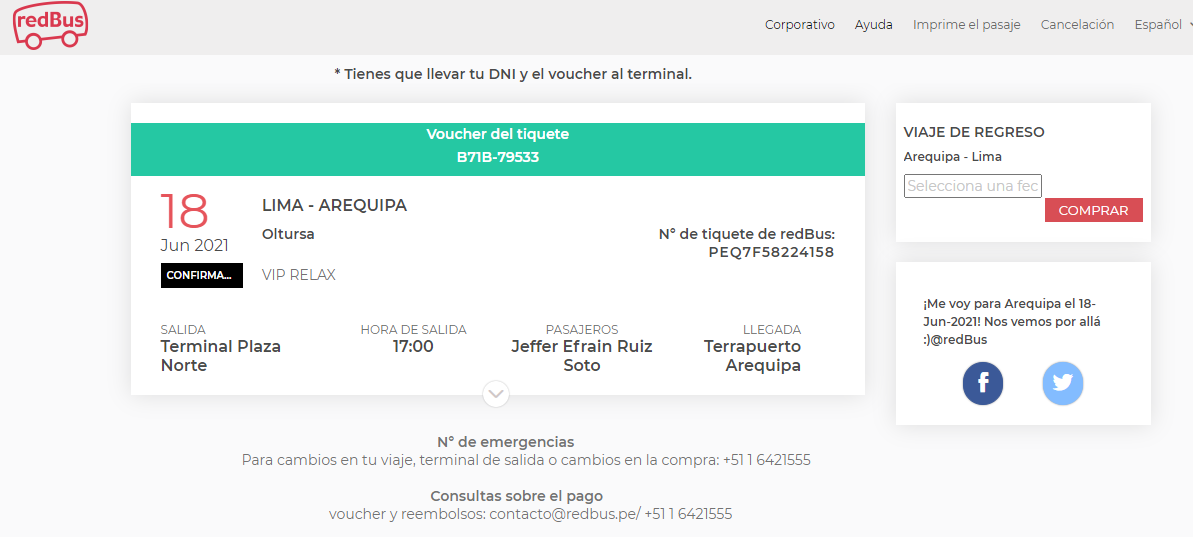 redBus
Corporativo Ayuda Imprime el pasaje Cancelación Español
* Tienes que llevar tu DNI y el voucher al terminal.
Voucher del tiquete
B71B-79533
18
Jun 2021
CONFIRMA...
LIMA - AREQUIPA
Oltursa
VIP RELAX
N° de tiquete de redBus:
PEQ7F58224158
SALIDA
Terminal Plaza
Norte
HORA DE SALIDA
17:00
PASAJEROS
Jeffer Efrain Ruiz
Soto
LLEGADA
Terrapuerto
Arequipa
VIAJE DE REGRESO
Arequipa - Lima
Selecciona una fec
COMPRAR
¡Me voy para Arequipa el 18-
Jun-2021! Nos vemos por allá
:)@redBus
N° de emergencias
Para cambios en tu viaje, terminal de salida o cambios en la compra: +51 1 6421555
Consultas sobre el pago
voucher y reembolsos: contacto@redbus.pe/ +51 1 6421555